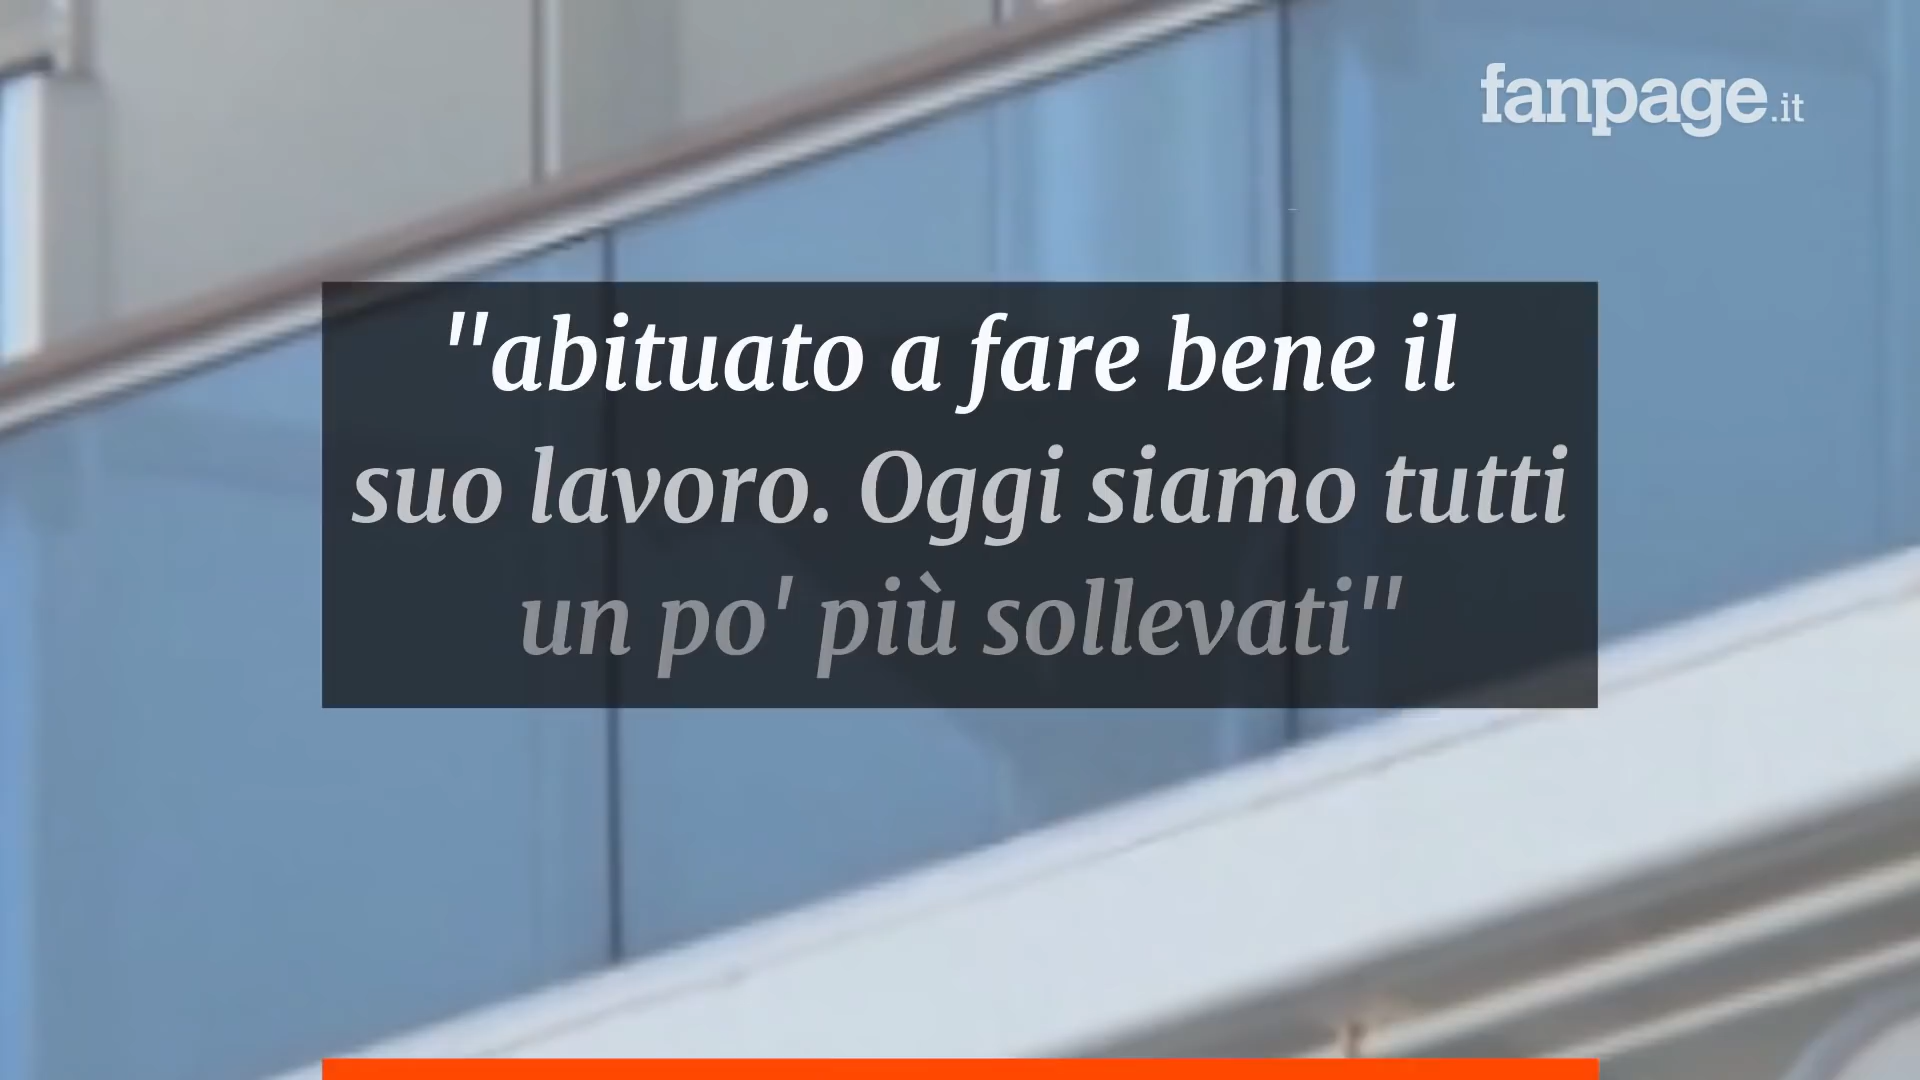 fanpage.it
"abituato a fare bene il
suo lavoro. Oggi siamo tutti
un po' più sollevati"